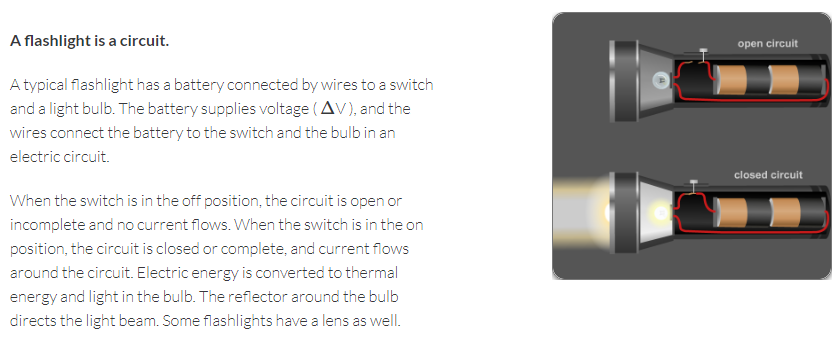 A flashlight is a circuit.
A typical flashlight has a battery connected by wires to a switch
and a light bulb. The battery supplies voltage ( ΔV ), and the
wires connect the battery to the switch and the bulb in an
electric circuit.
When the switch is in the off position, the circuit is open or
incomplete and no current flows. When the switch is in the on
position, the circuit is closed or complete, and current flows
around the circuit. Electric energy is converted to thermal
energy and light in the bulb. The reflector around the bulb
directs the light beam. Some flashlights have a lens as well.
open circuit
closed circuit